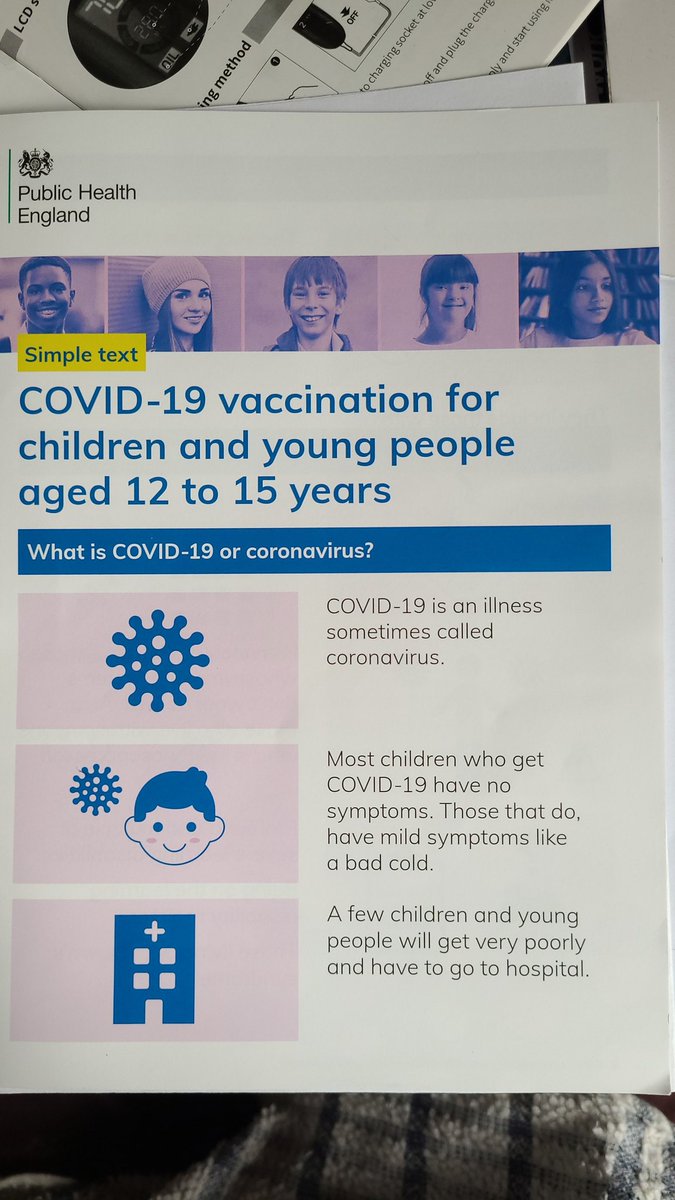 LCD s
OFF
ing method
to charging socket at lo
off and plug the charg
ly and start using
Public Health
England
Simple text
COVID-19 vaccination for
children and young people
aged 12 to 15 years
What is COVID-19 or coronavirus?
COVID-19 is an illness
sometimes called
coronavirus.
Most children who get
COVID-19 have no
symptoms. Those that do,
have mild symptoms like
a bad cold.
A few children and young
people will get very poorly
and have to go to hospital.